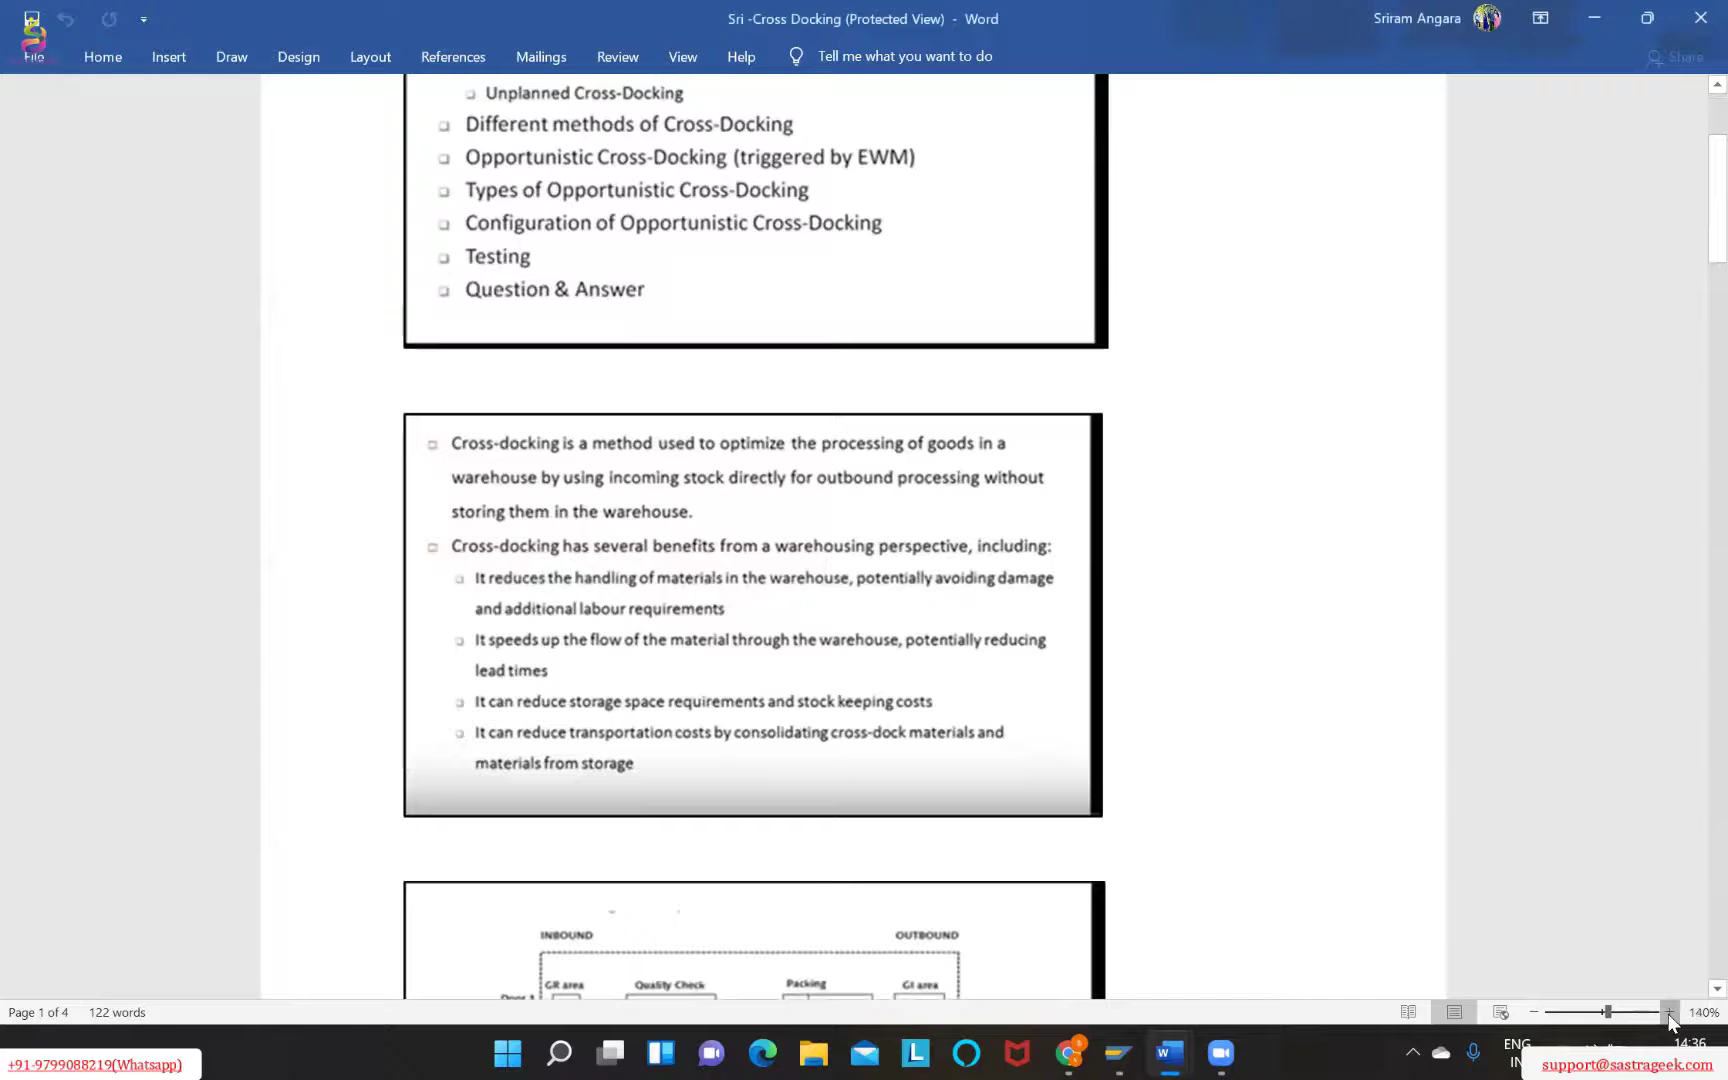 Sri -Cross Docking (Protected View) - Word
Sriram Angara
File Home Insert Draw Design Layout References Mailings Review View Help Tell me what you want to do
Share
Unplanned Cross-Docking
Different methods of Cross-Docking
Opportunistic Cross-Docking (triggered by EWM)
Types of Opportunistic Cross-Docking
Configuration of Opportunistic Cross-Docking
Testing
Question & Answer
Cross-docking is a method used to optimize the processing of goods in a
warehouse by using incoming stock directly for outbound processing without
storing them in the warehouse.
Cross-docking has several benefits from a warehousing perspective, including:
It reduces the handling of materials in the warehouse, potentially avoiding damage
and additional labour requirements
It speeds up the flow of the material through the warehouse, potentially reducing
lead times
It can reduce storage space requirements and stock keeping costs
It can reduce transportation costs by consolidating cross-dock materials and
materials from storage
INBOUND OUTBOUND
GR area Quality Check Packing GI area
Page 1 of 4 122 words
140%
ENG
14:36
+91-9799088219(Whatsapp)
support@sastrageek.com